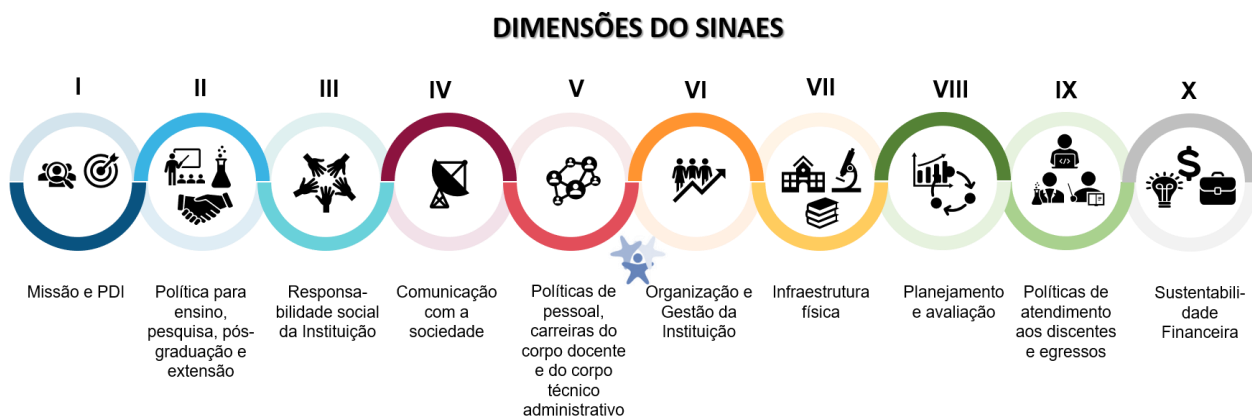 DIMENSÕES DO SINAES
I
II
III
IV
V
VI
VII
VIII
IX
X
Missão e PDI
Política para
ensino,
pesquisa, pós-
graduação e
extensão
Responsa-
bilidade social
da Instituição
Comunicação
com a
sociedade
Políticas de
pessoal,
carreiras do
corpo docente
e do corpo
técnico
administrativo
Organização e
Gestão da
Instituição
Infraestrutura
física
Planejamento
e avaliação
Políticas de
atendimento
aos discentes
e egressos
Sustentabili-
dade
Financeira